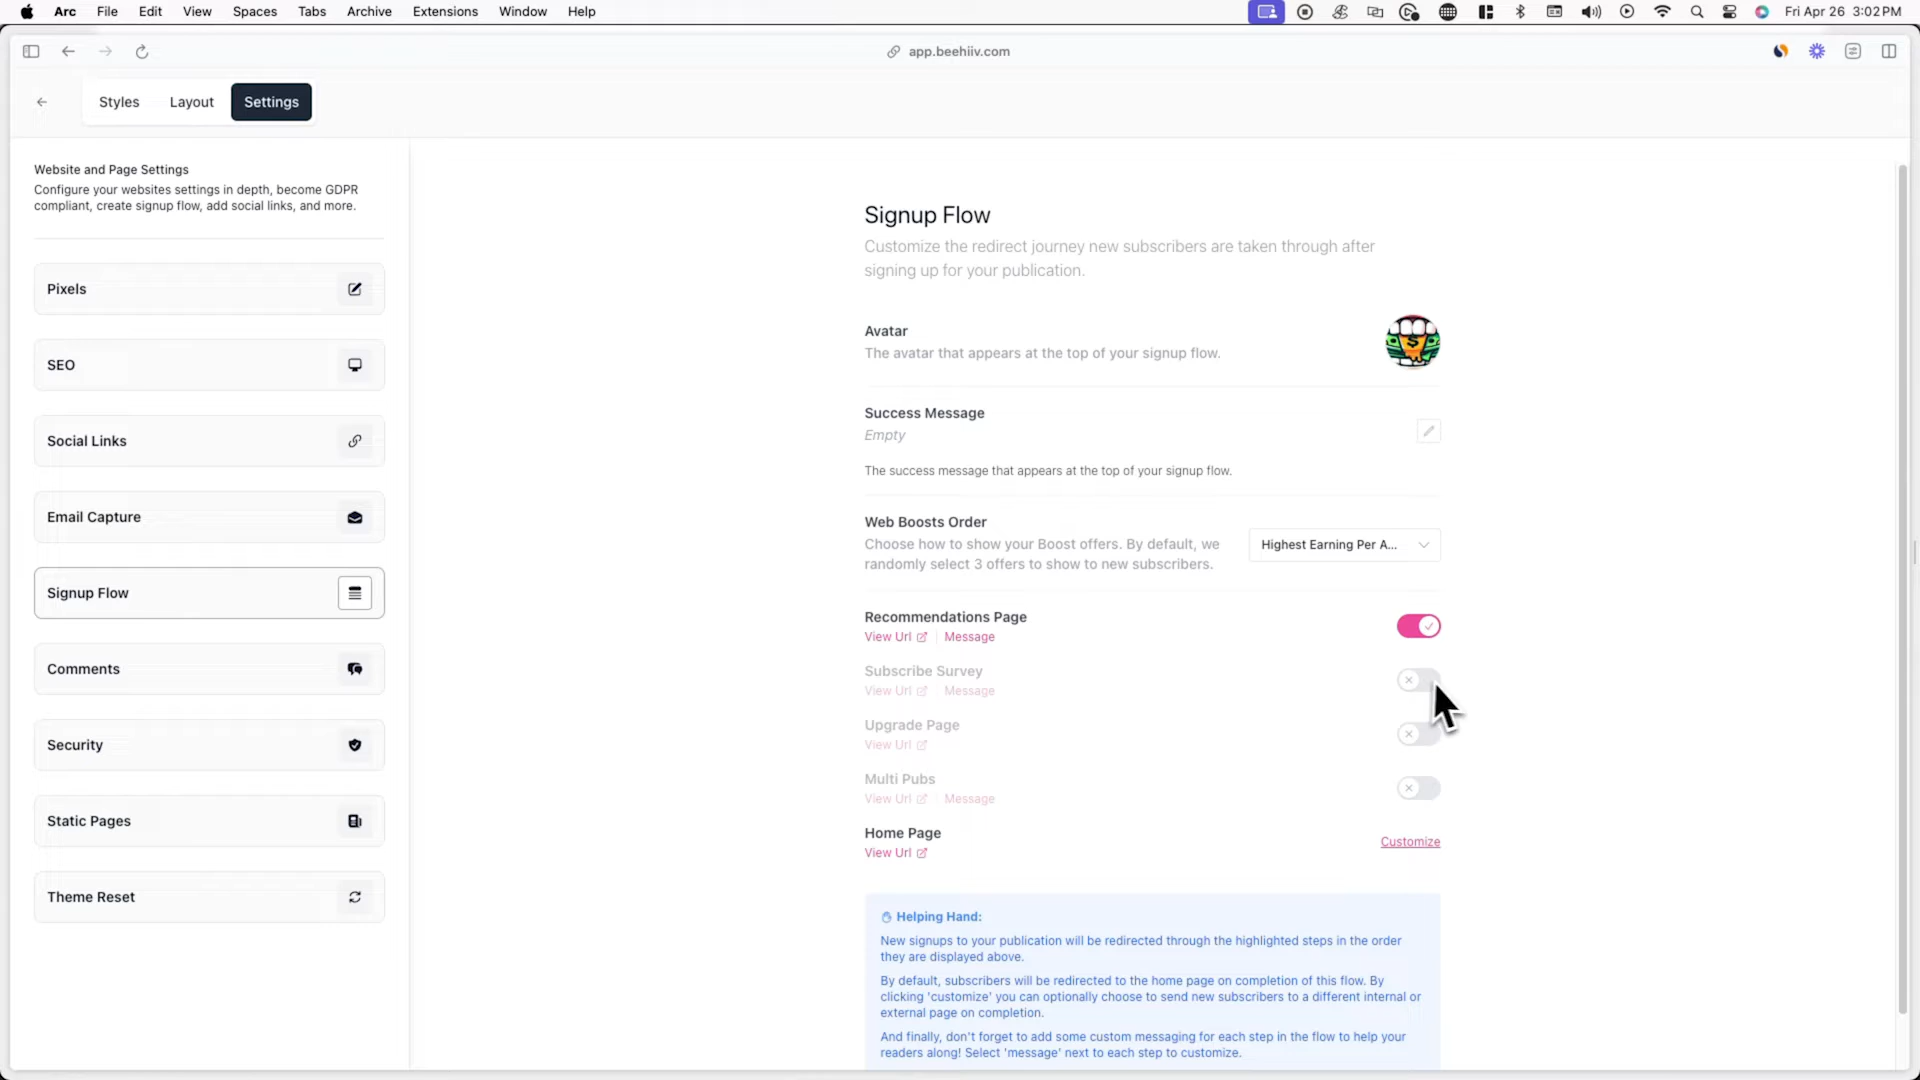 Arc File Edit View Spaces Tabs Archive Extensions Window Help Fri Apr 26 3:02 PM
app.beehiiv.com
Styles Layout Settings
Website and Page Settings
Configure your websites settings in depth, become GDPR
compliant, create signup flow, add social links, and more.
Pixels
SEO
Social Links
Email Capture
Signup Flow
Comments
Security
Static Pages
Theme Reset
Signup Flow
Customize the redirect journey new subscribers are taken through after
signing up for your publication.
Avatar
The avatar that appears at the top of your signup flow.
Success Message
Empty
The success message that appears at the top of your signup flow.
Web Boosts Order
Choose how to show your Boost offers. By default, we
randomly select 3 offers to show to new subscribers.
Highest Earning Per A...
Recommendations Page
View Url Message
Subscribe Survey
View Url Message
Upgrade Page
View Url
Multi Pubs
View Url Message
Home Page
View Url
Customize
Helping Hand:
New signups to your publication will be redirected through the highlighted steps in the order
they are displayed above.
By default, subscribers will be redirected to the home page on completion of this flow. By
clicking 'customize' you can optionally choose to send new subscribers to a different internal or
external page on completion.
And finally, don't forget to add some custom messaging for each step in the flow to help your
readers along! Select 'message' next to each step to customize.